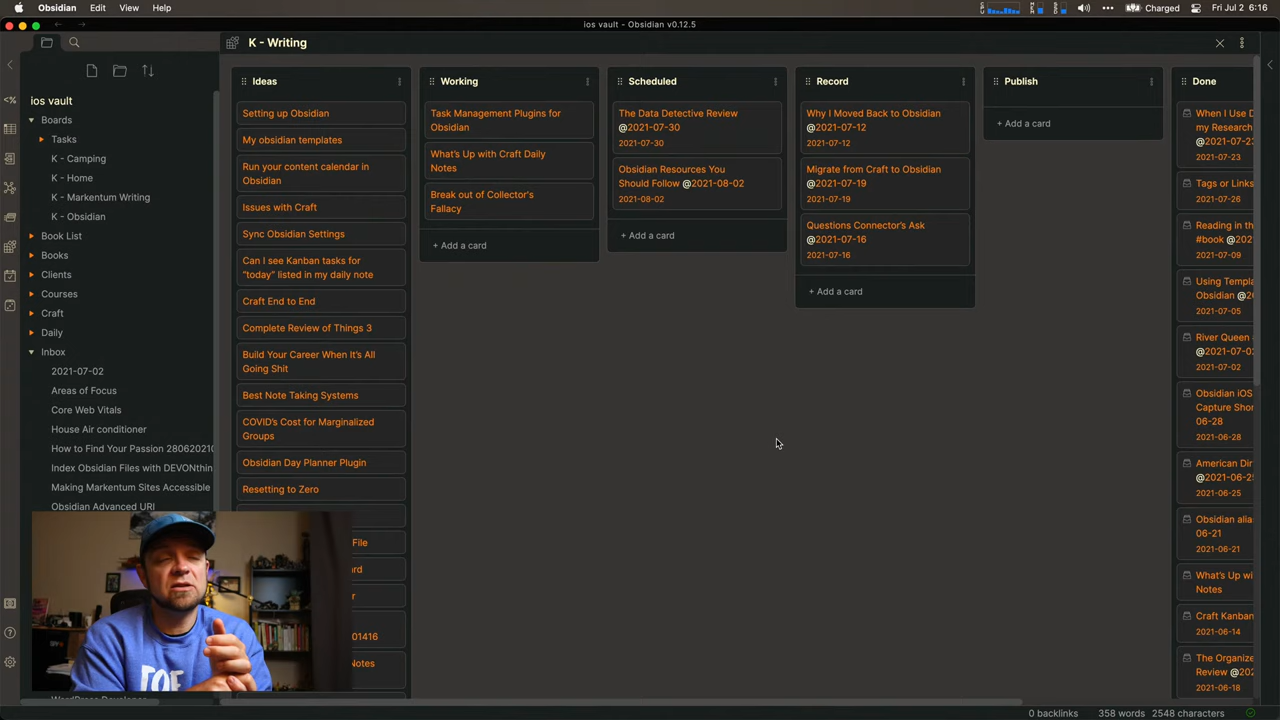 Obsidian Edit View Help
Charged Fri Jul 2 6:16
ios vault - Obsidian v0.12.5
K - Writing
ios vault
Boards
Tasks
K - Camping
K - Home
K - Markentum Writing
K - Obsidian
Book List
Books
Clients
Courses
Craft
Daily
Inbox
2021-07-02
Areas of Focus
Core Web Vitals
House Air conditioner
How to Find Your Passion 28062021
Index Obsidian Files with DEVONthin
Making Markentum Sites Accessible
Obsidian Advanced URI
Ideas
Setting up Obsidian
My obsidian templates
Run your content calendar in
Obsidian
Issues with Craft
Sync Obsidian Settings
Can I see Kanban tasks for
“today” listed in my daily note
Craft End to End
Complete Review of Things 3
Build Your Career When It’s All
Going Shit
Best Note Taking Systems
COVID’s Cost for Marginalized
Groups
Obsidian Day Planner Plugin
Resetting to Zero
File
01416
Notes
Working
Task Management Plugins for
Obsidian
What’s Up with Craft Daily
Notes
Break out of Collector’s
Fallacy
+ Add a card
Scheduled
The Data Detective Review
@2021-07-30
2021-07-30
Obsidian Resources You
Should Follow @2021-08-02
2021-08-02
+ Add a card
Record
Why I Moved Back to Obsidian
@2021-07-12
2021-07-12
Migrate from Craft to Obsidian
@2021-07-19
2021-07-19
Questions Connector’s Ask
@2021-07-16
2021-07-16
+ Add a card
Publish
+ Add a card
Done
When I Use D
my Research
@2021-07-23
2021-07-23
Tags or Links
2021-07-26
Reading in th
#book @202
2021-07-09
Using Templa
Obsidian @20
2021-07-05
River Queen
@2021-07-02
2021-07-02
Obsidian iOS
Capture Shor
06-28
2021-06-28
American Dir
@2021-06-25
2021-06-25
Obsidian alia
06-21
2021-06-21
What’s Up wi
Notes
Craft Kanban
2021-06-14
The Organize
Review @202
2021-06-18
0 backlinks 358 words 2548 characters